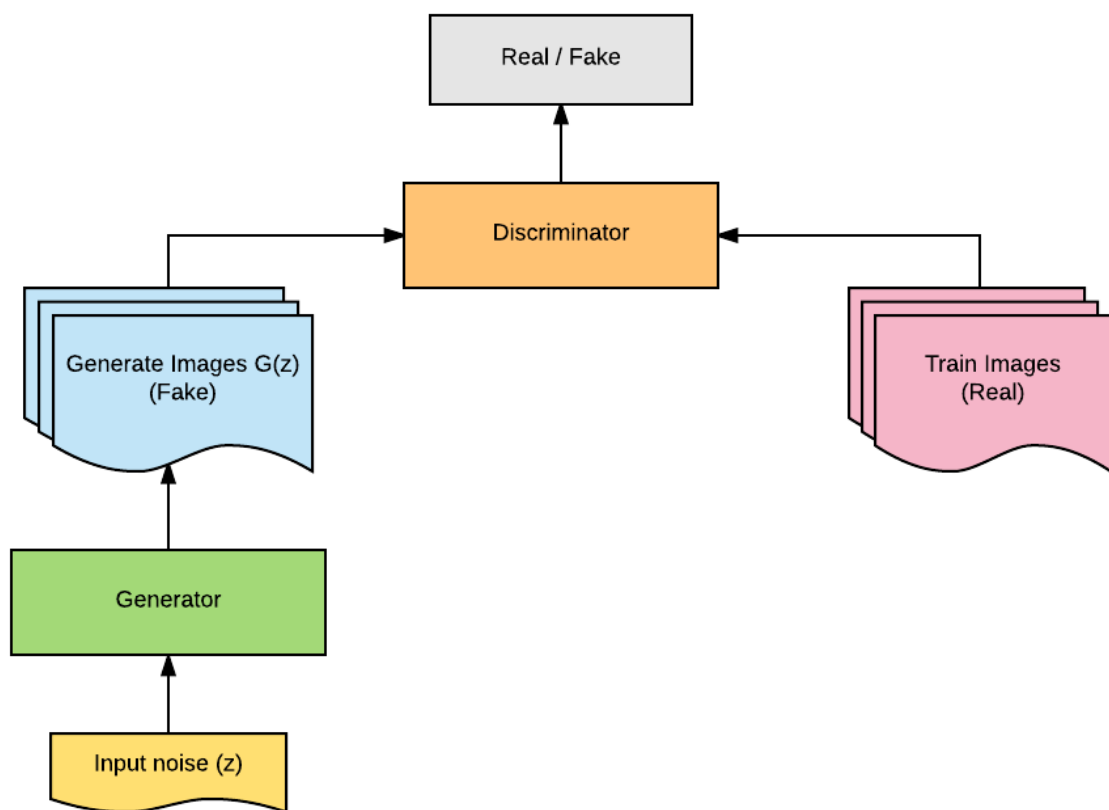 Real / Fake
Discriminator
Generate Images G(z)
(Fake)
Train Images
(Real)
Generator
Input noise (z)